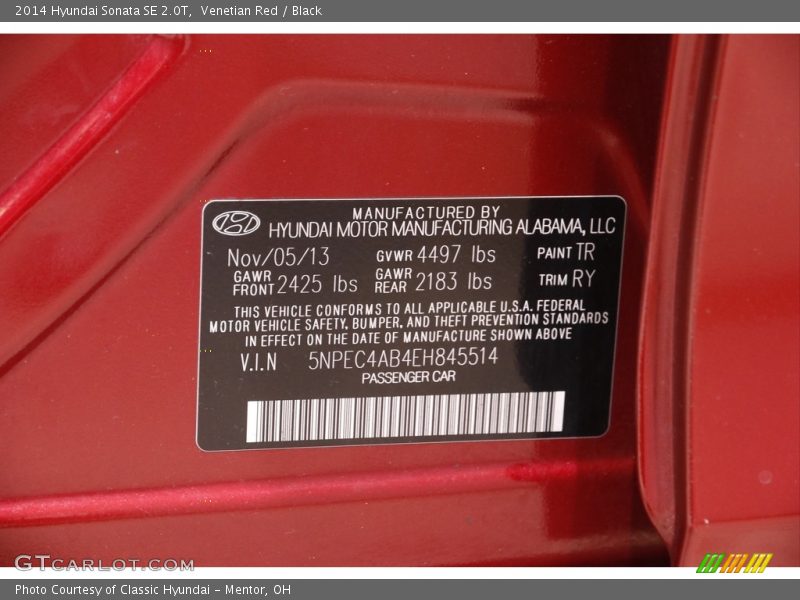 2014 Hyundai Sonata SE 2.0T, Venetian Red / Black
MANUFACTURED BY
HYUNDAI MOTOR MANUFACTURING ALABAMA, LLC
Nov/05/13 GVWR 4497 lbs PAINT TR
GAWR FRONT 2425 lbs GAWR REAR 2183 lbs TRIM RY
THIS VEHICLE CONFORMS TO ALL APPLICABLE U.S.A. FEDERAL
MOTOR VEHICLE SAFETY, BUMPER, AND THEFT PREVENTION STANDARDS
IN EFFECT ON THE DATE OF MANUFACTURE SHOWN ABOVE
V.I.N 5NPEC4AB4EH845514
PASSENGER CAR
GTCARLOT.COM
Photo Courtesy of Classic Hyundai - Mentor, OH